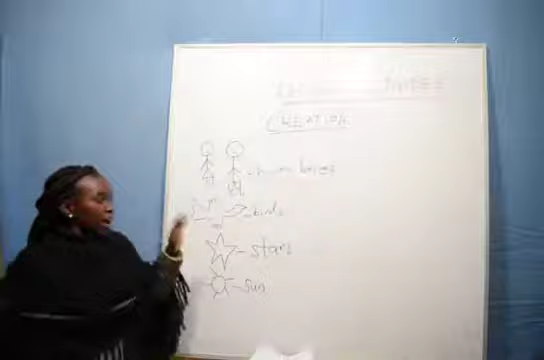 CREATION
- human beings
- birds
- stars
- sun